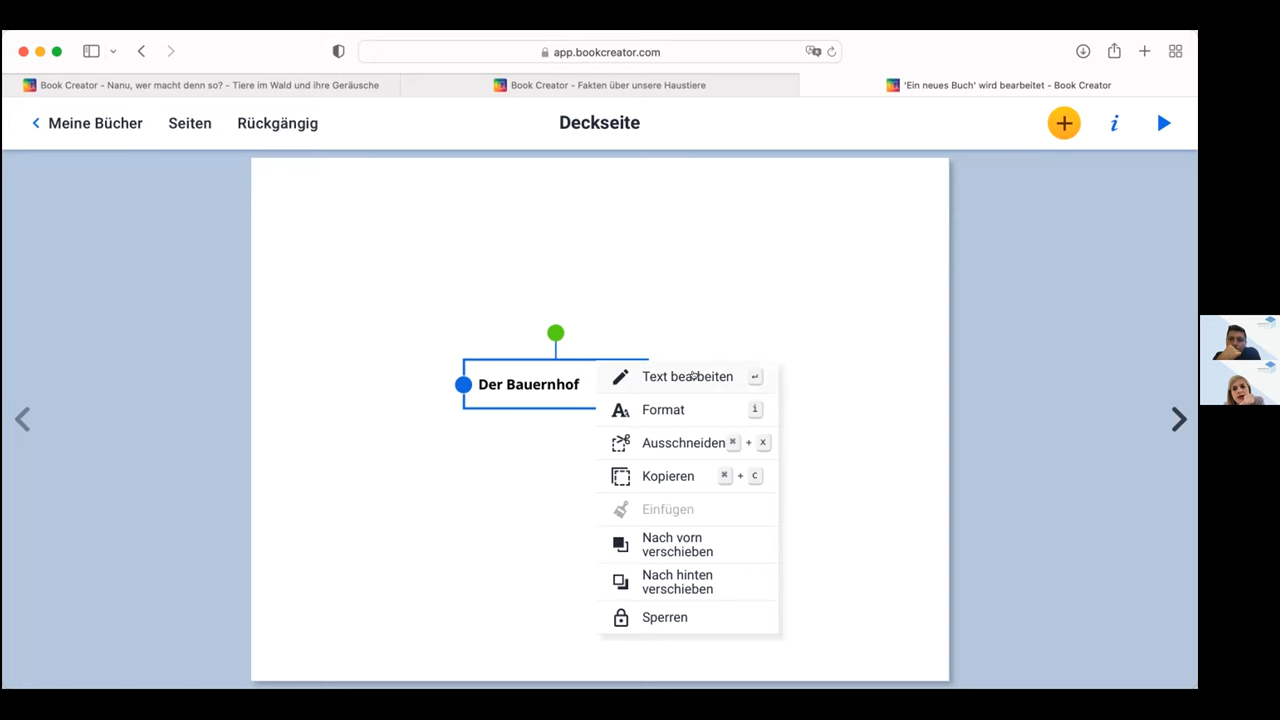 app.bookcreator.com
Book Creator - Nanu, wer macht denn so? - Tiere im Wald und ihre Geräusche
Book Creator - Fakten über unsere Haustiere
'Ein neues Buch' wird bearbeitet - Book Creator
Meine Bücher
Seiten
Rückgängig
Deckseite
Der Bauernhof
Text bearbeiten ↵
Format i
Ausschneiden ⌘ + X
Kopieren ⌘ + C
Einfügen
Nach vorn
verschieben
Nach hinten
verschieben
Sperren